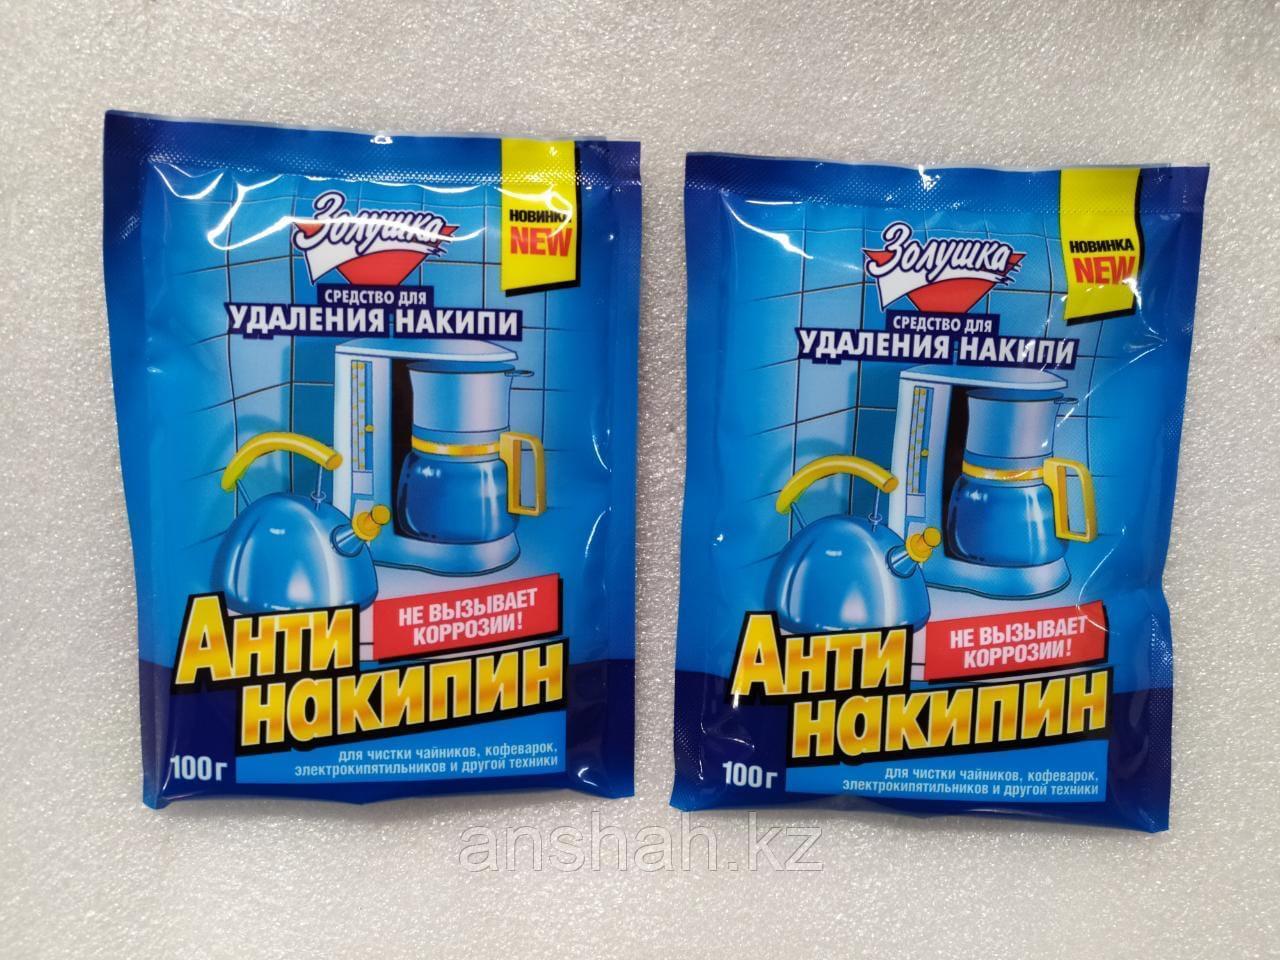 Золушка
НОВИНКА
NEW
СРЕДСТВО ДЛЯ
УДАЛЕНИЯ НАКИПИ
НЕ ВЫЗЫВАЕТ
КОРРОЗИИ!
Анти
накипин
100г
для чистки чайников, кофеварок,
электрокипятильников и другой техники
Золушка
НОВИНКА
NEW
СРЕДСТВО ДЛЯ
УДАЛЕНИЯ НАКИПИ
НЕ ВЫЗЫВАЕТ
КОРРОЗИИ!
Анти
накипин
100г
для чистки чайников, кофеварок,
электрокипятильников и другой техники
anshah.kz